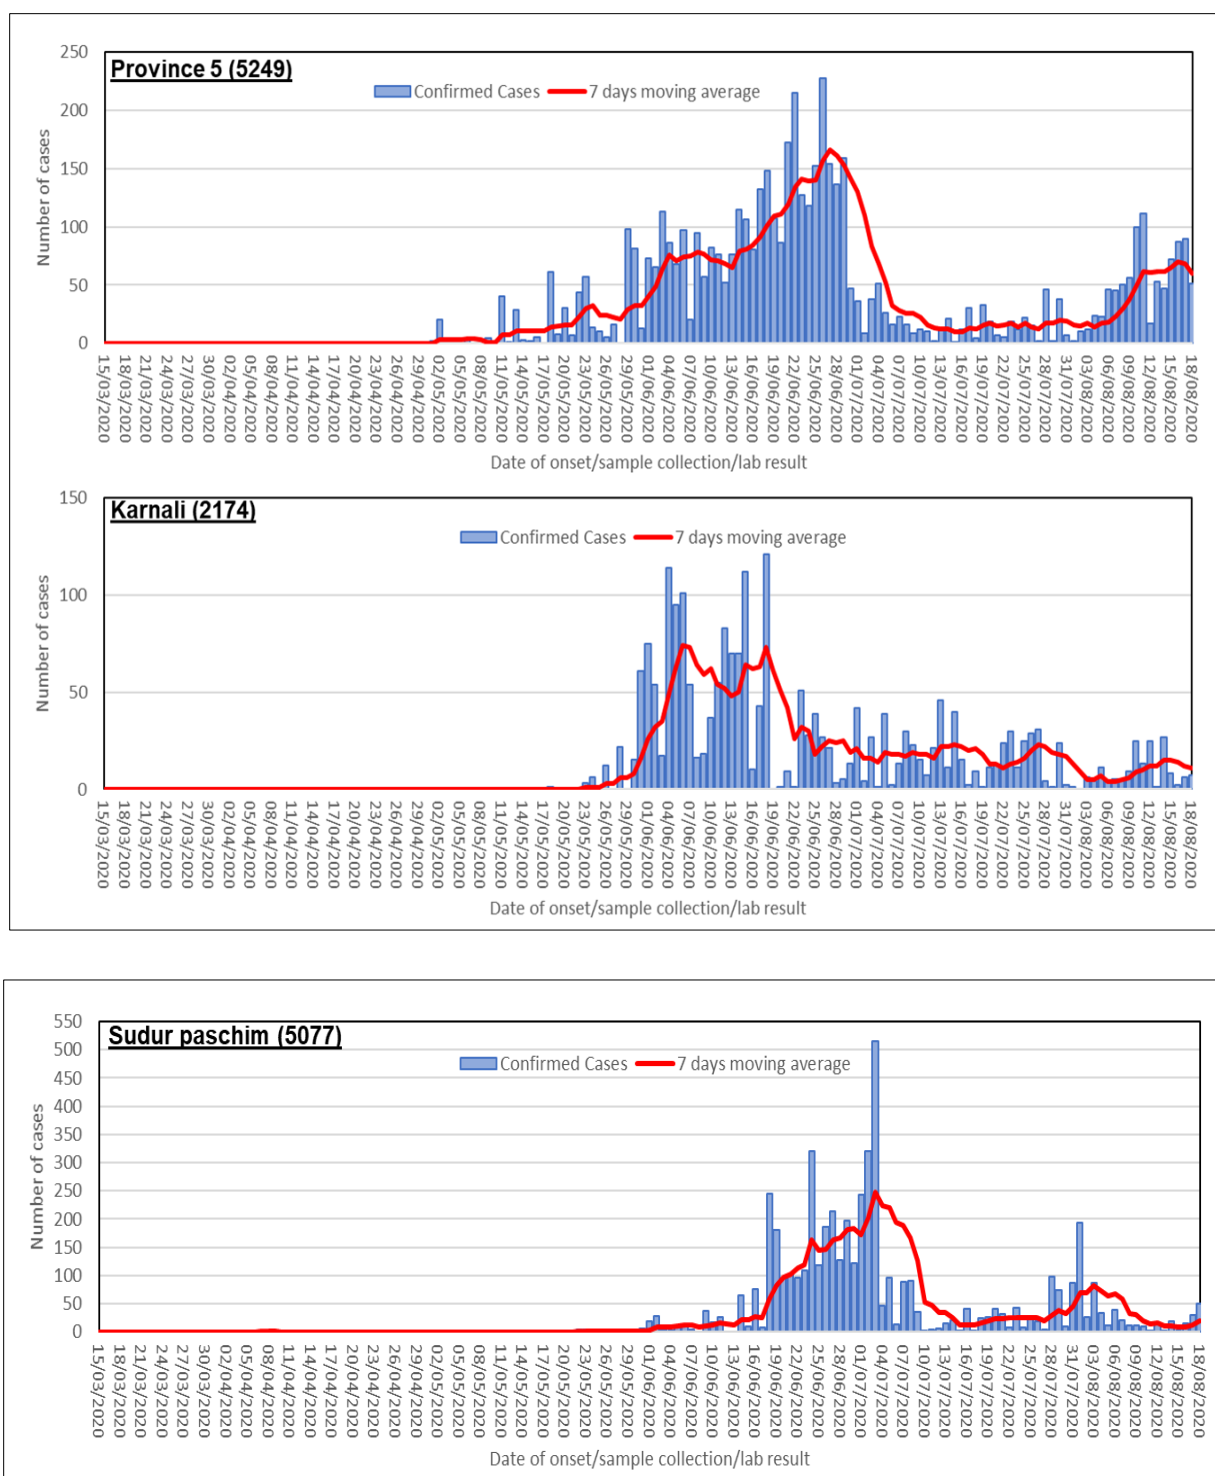 Province 5 (5249)
Confirmed Cases 7 days moving average
Number of cases
250
200
150
100
50
0
15/03/2020 18/03/2020 21/03/2020 24/03/2020 27/03/2020 30/03/2020 02/04/2020 05/04/2020 08/04/2020 11/04/2020 14/04/2020 17/04/2020 20/04/2020 23/04/2020 26/04/2020 29/04/2020 02/05/2020 05/05/2020 08/05/2020 11/05/2020 14/05/2020 17/05/2020 20/05/2020 23/05/2020 26/05/2020 29/05/2020 01/06/2020 04/06/2020 07/06/2020 10/06/2020 13/06/2020 16/06/2020 19/06/2020 22/06/2020 25/06/2020 28/06/2020 01/07/2020 04/07/2020 07/07/2020 10/07/2020 13/07/2020 16/07/2020 19/07/2020 22/07/2020 25/07/2020 28/07/2020 31/07/2020 03/08/2020 06/08/2020 09/08/2020 12/08/2020 15/08/2020 18/08/2020
Date of onset/sample collection/lab result
Karnali (2174)
Confirmed Cases 7 days moving average
Number of cases
150
100
50
0
15/03/2020 18/03/2020 21/03/2020 24/03/2020 27/03/2020 30/03/2020 02/04/2020 05/04/2020 08/04/2020 11/04/2020 14/04/2020 17/04/2020 20/04/2020 23/04/2020 26/04/2020 29/04/2020 02/05/2020 05/05/2020 08/05/2020 11/05/2020 14/05/2020 17/05/2020 20/05/2020 23/05/2020 26/05/2020 29/05/2020 01/06/2020 04/06/2020 07/06/2020 10/06/2020 13/06/2020 16/06/2020 19/06/2020 22/06/2020 25/06/2020 28/06/2020 01/07/2020 04/07/2020 07/07/2020 10/07/2020 13/07/2020 16/07/2020 19/07/2020 22/07/2020 25/07/2020 28/07/2020 31/07/2020 03/08/2020 06/08/2020 09/08/2020 12/08/2020 15/08/2020 18/08/2020
Date of onset/sample collection/lab result
Sudur paschim (5077)
Confirmed Cases 7 days moving average
Number of cases
550
500
450
400
350
300
250
200
150
100
50
0
15/03/2020 18/03/2020 21/03/2020 24/03/2020 27/03/2020 30/03/2020 02/04/2020 05/04/2020 08/04/2020 11/04/2020 14/04/2020 17/04/2020 20/04/2020 23/04/2020 26/04/2020 29/04/2020 02/05/2020 05/05/2020 08/05/2020 11/05/2020 14/05/2020 17/05/2020 20/05/2020 23/05/2020 26/05/2020 29/05/2020 01/06/2020 04/06/2020 07/06/2020 10/06/2020 13/06/2020 16/06/2020 19/06/2020 22/06/2020 25/06/2020 28/06/2020 01/07/2020 04/07/2020 07/07/2020 10/07/2020 13/07/2020 16/07/2020 19/07/2020 22/07/2020 25/07/2020 28/07/2020 31/07/2020 03/08/2020 06/08/2020 09/08/2020 12/08/2020 15/08/2020 18/08/2020
Date of onset/sample collection/lab result